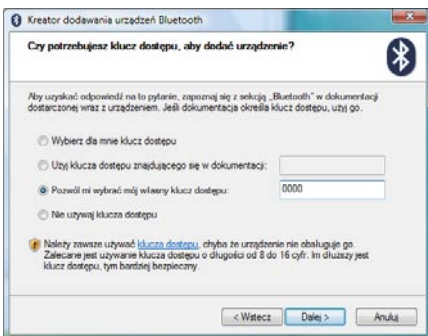 Kreator dodawania urządzeń Bluetooth
Czy potrzebujesz klucz dostępu, aby dodać urządzenie?
Aby uzyskać odpowiedź na to pytanie, zapoznaj się z sekcją „Bluetooth” w dokumentacji
dostarczonej wraz z urządzeniem. Jeśli dokumentacja określa klucz dostępu, użyj go.
Wybierz dla mnie klucz dostępu
Użyj klucza dostępu znajdującego się w dokumentacji:
Pozwól mi wybrać mój własny klucz dostępu: 0000
Nie używaj klucza dostępu
Należy zawsze używać klucza dostępu, chyba że urządzenie nie obsługuje go.
Zalecane jest używanie klucza dostępu o długości od 8 do 16 cyfr. Im dłuższy jest
klucz dostępu, tym bardziej bezpieczny.
< Wstecz Dalej > Anuluj